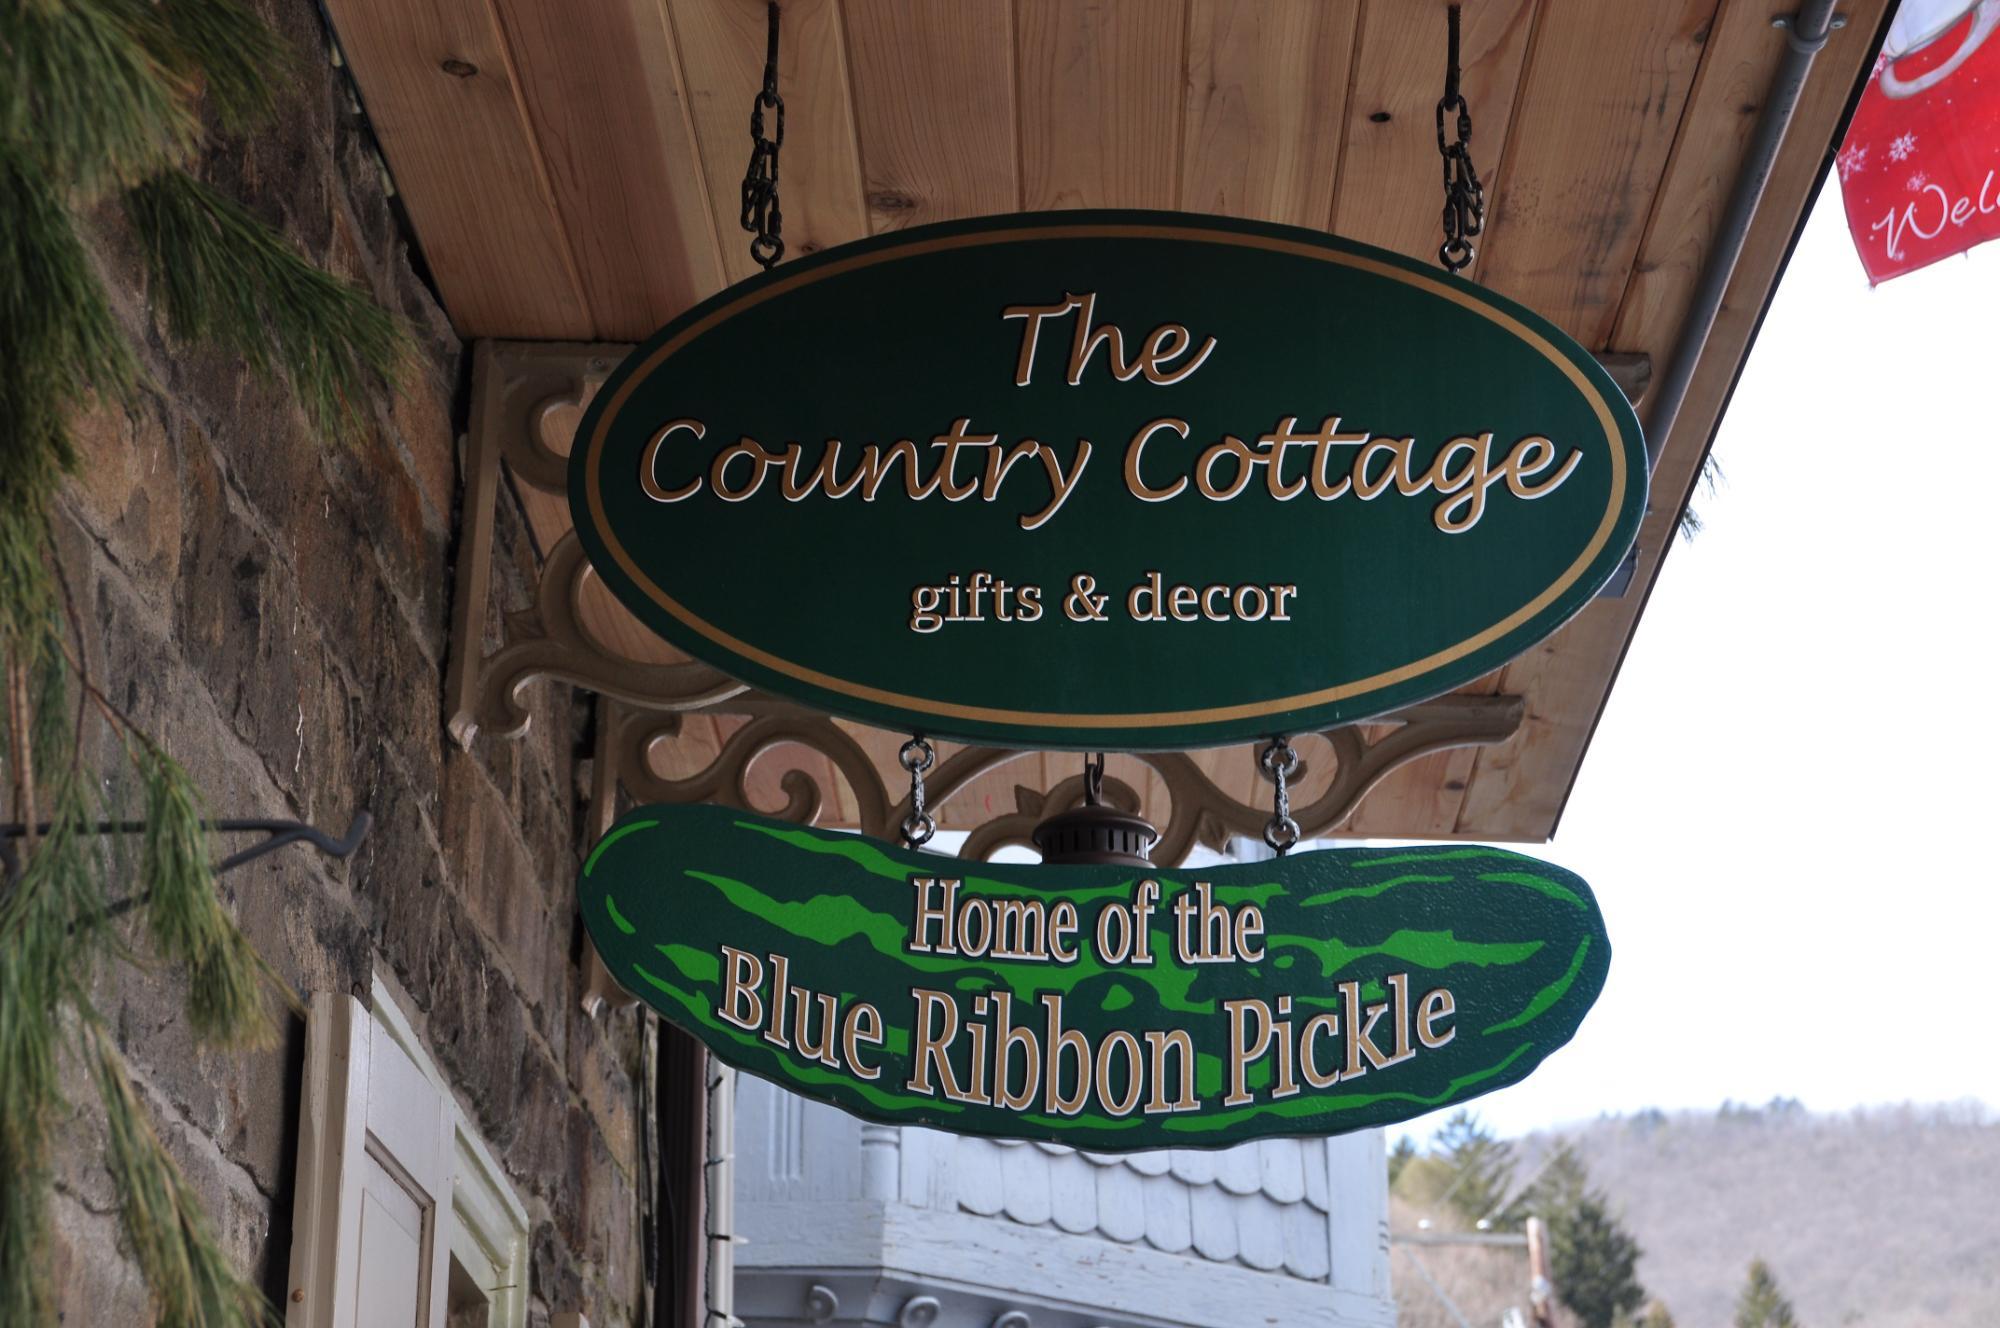 The
Country Cottage
gifts & decor
Home of the
Blue Ribbon Pickle